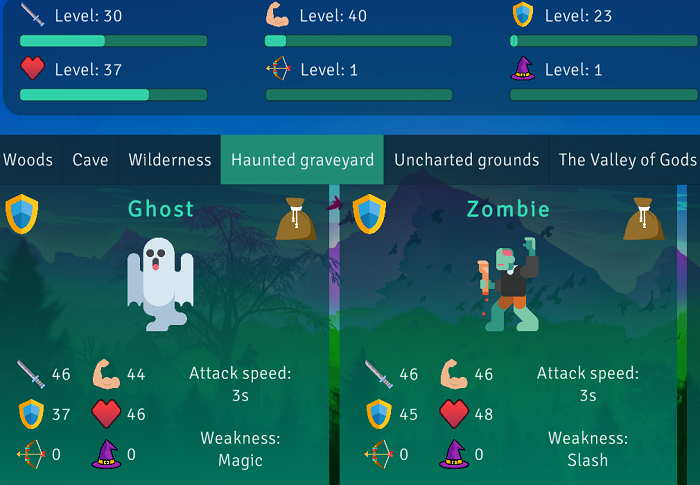 Level: 30
Level: 40
Level: 23
Level: 37
Level: 1
Level: 1
Woods
Cave
Wilderness
Haunted graveyard
Uncharted grounds
The Valley of Gods
Ghost
46
44
Attack speed:
3s
37
46
Weakness:
Magic
0
0
Zombie
46
46
Attack speed:
3s
45
48
Weakness:
Slash
0
0